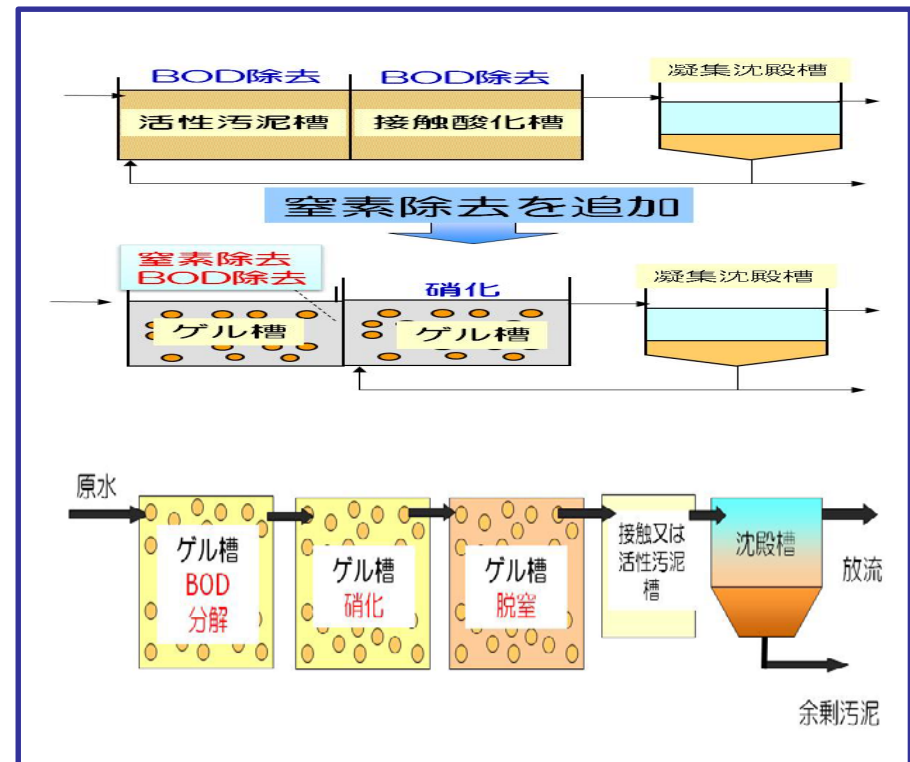 BOD除去
BOD除去
凝集沈殿槽
活性汚泥槽
接触酸化槽
窒素除去を追加
窒素除去
BOD除去
硝化
凝集沈殿槽
ゲル槽
ゲル槽
原水
ゲル槽
BOD
分解
ゲル槽
硝化
ゲル槽
脱窒
接触又は
活性汚泥
槽
沈殿槽
放流
余剰汚泥